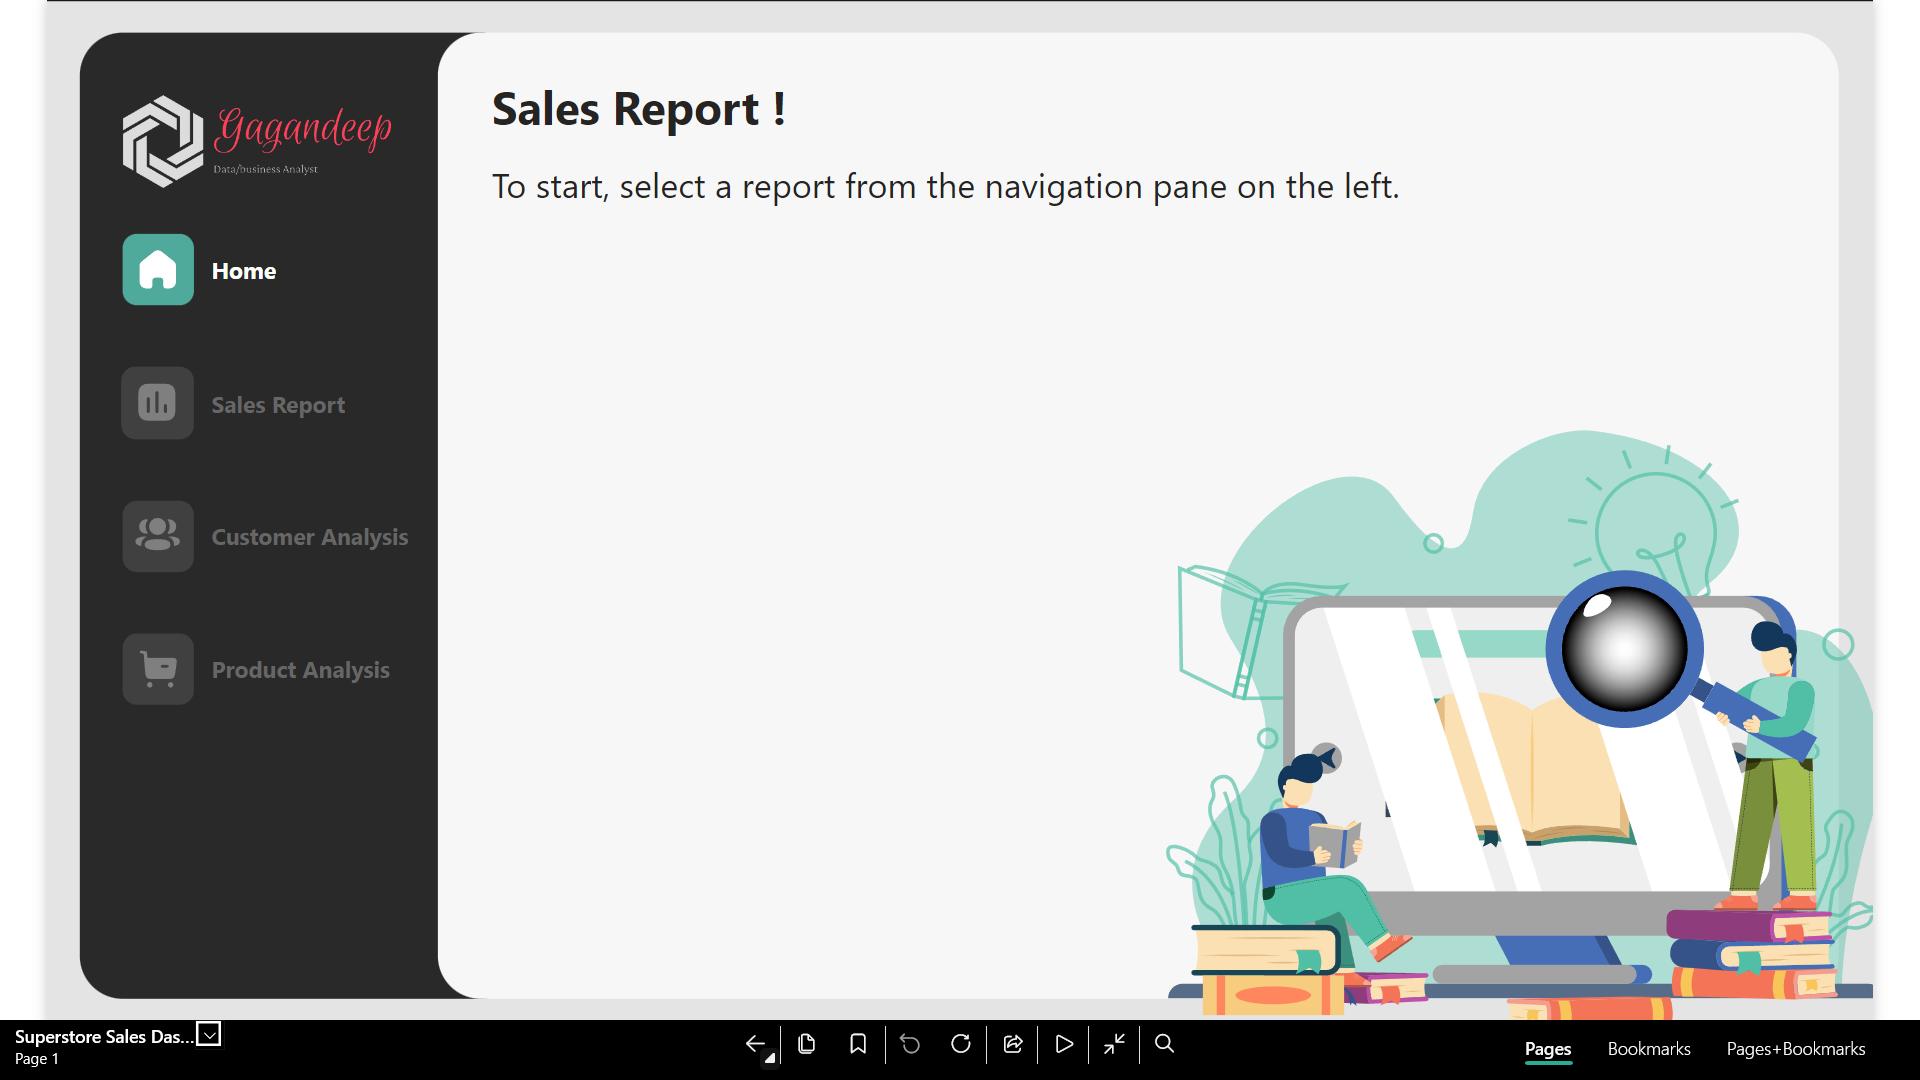 Gagandeep
Data/business Analyst
Home
Sales Report
Customer Analysis
Product Analysis
Sales Report !
To start, select a report from the navigation pane on the left.
Superstore Sales Das...
Page 1
Pages
Bookmarks
Pages+Bookmarks